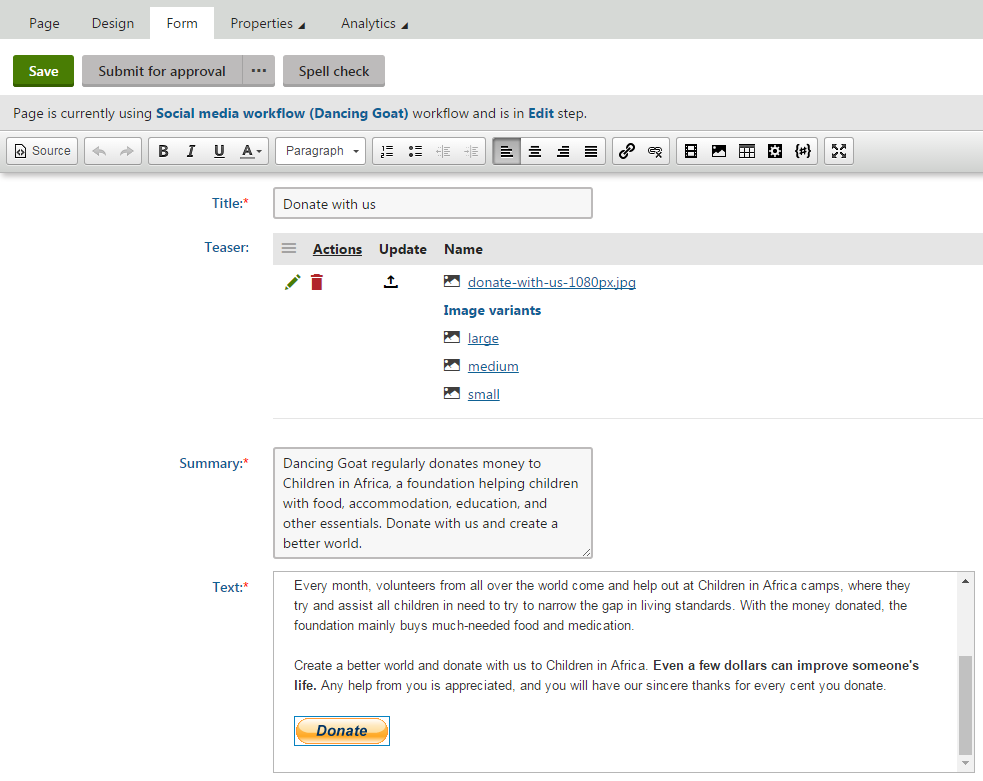 Page Design Form Properties Analytics
Save Submit for approval ... Spell check
Page is currently using Social media workflow (Dancing Goat) workflow and is in Edit step.
Source B I U A Paragraph {#}
Title:* Donate with us
Teaser: Actions Update Name
donate-with-us-1080px.jpg
Image variants
large
medium
small
Summary:* Dancing Goat regularly donates money to
Children in Africa, a foundation helping children
with food, accommodation, education, and
other essentials. Donate with us and create a
better world.
Text:* Every month, volunteers from all over the world come and help out at Children in Africa camps, where they
try and assist all children in need to try to narrow the gap in living standards. With the money donated, the
foundation mainly buys much-needed food and medication.
Create a better world and donate with us to Children in Africa. Even a few dollars can improve someone's
life. Any help from you is appreciated, and you will have our sincere thanks for every cent you donate.
Donate